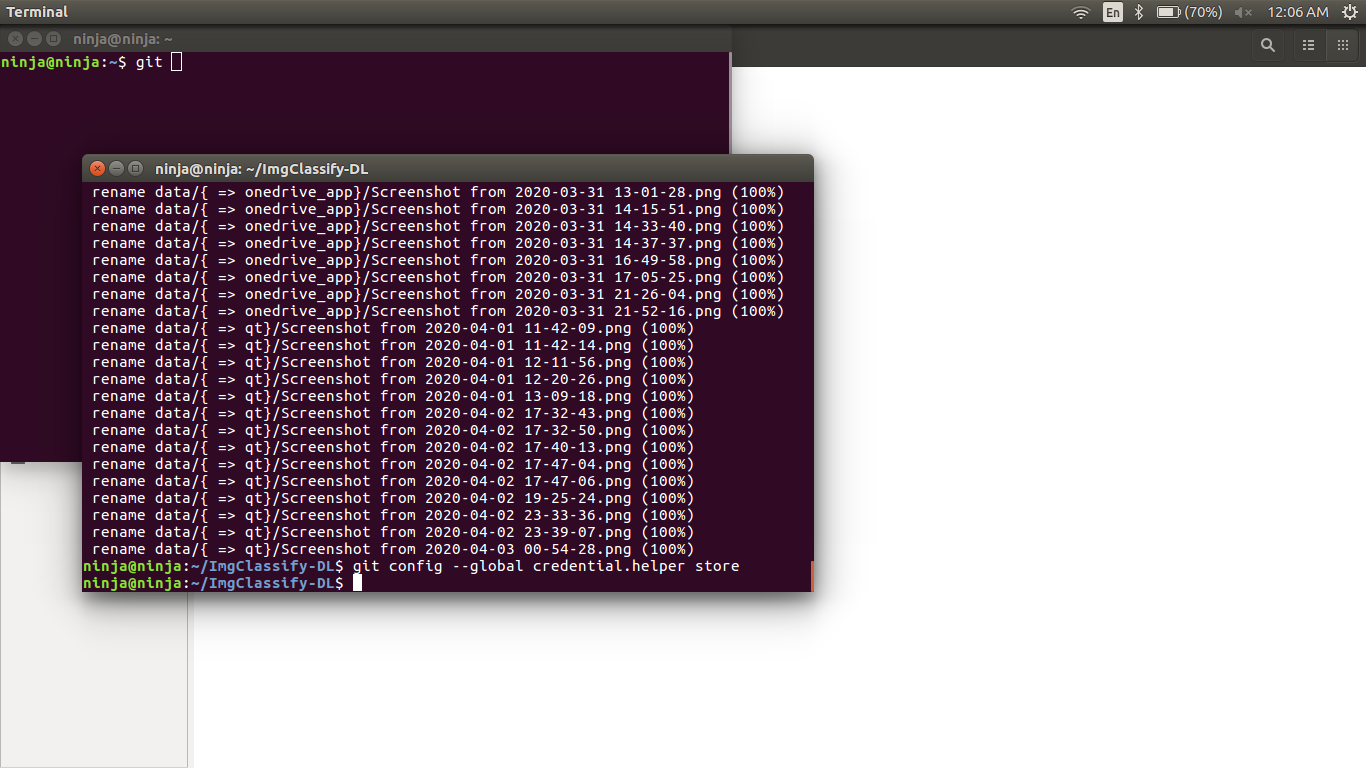 Terminal
En
(70%)
12:06 AM
ninja@ninja: ~
ninja@ninja:~$ git
ninja@ninja: ~/ImgClassify-DL
rename data/{ => onedrive_app}/Screenshot from 2020-03-31 13-01-28.png (100%)
rename data/{ => onedrive_app}/Screenshot from 2020-03-31 14-15-51.png (100%)
rename data/{ => onedrive_app}/Screenshot from 2020-03-31 14-33-40.png (100%)
rename data/{ => onedrive_app}/Screenshot from 2020-03-31 14-37-37.png (100%)
rename data/{ => onedrive_app}/Screenshot from 2020-03-31 16-49-58.png (100%)
rename data/{ => onedrive_app}/Screenshot from 2020-03-31 17-05-25.png (100%)
rename data/{ => onedrive_app}/Screenshot from 2020-03-31 21-26-04.png (100%)
rename data/{ => onedrive_app}/Screenshot from 2020-03-31 21-52-16.png (100%)
rename data/{ => qt}/Screenshot from 2020-04-01 11-42-09.png (100%)
rename data/{ => qt}/Screenshot from 2020-04-01 11-42-14.png (100%)
rename data/{ => qt}/Screenshot from 2020-04-01 12-11-56.png (100%)
rename data/{ => qt}/Screenshot from 2020-04-01 12-20-26.png (100%)
rename data/{ => qt}/Screenshot from 2020-04-01 13-09-18.png (100%)
rename data/{ => qt}/Screenshot from 2020-04-02 17-32-43.png (100%)
rename data/{ => qt}/Screenshot from 2020-04-02 17-32-50.png (100%)
rename data/{ => qt}/Screenshot from 2020-04-02 17-40-13.png (100%)
rename data/{ => qt}/Screenshot from 2020-04-02 17-47-04.png (100%)
rename data/{ => qt}/Screenshot from 2020-04-02 17-47-06.png (100%)
rename data/{ => qt}/Screenshot from 2020-04-02 19-25-24.png (100%)
rename data/{ => qt}/Screenshot from 2020-04-02 23-33-36.png (100%)
rename data/{ => qt}/Screenshot from 2020-04-02 23-39-07.png (100%)
rename data/{ => qt}/Screenshot from 2020-04-03 00-54-28.png (100%)
ninja@ninja:~/ImgClassify-DL$ git config --global credential.helper store
ninja@ninja:~/ImgClassify-DL$